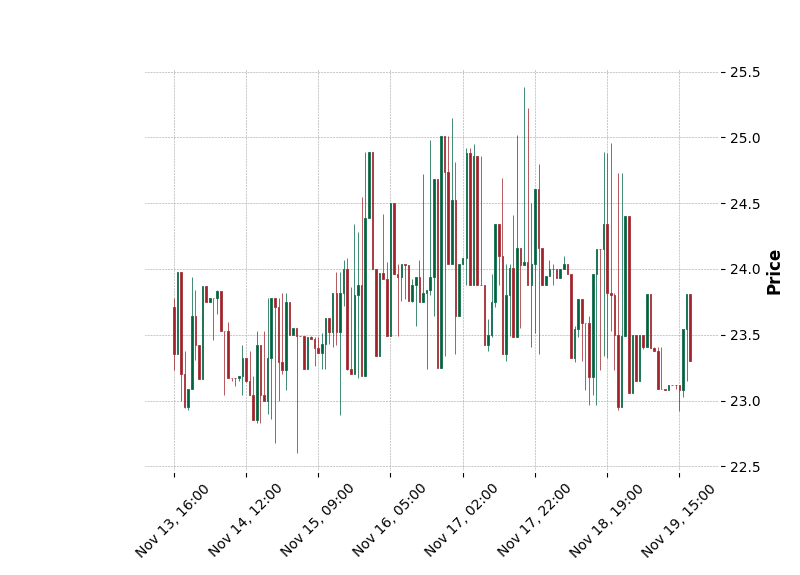 25.5
25.0
24.5
24.0
23.5
23.0
22.5
Price
Nov 13, 16:00
Nov 14, 12:00
Nov 15, 09:00
Nov 16, 05:00
Nov 17, 02:00
Nov 17, 22:00
Nov 18, 19:00
Nov 19, 15:00